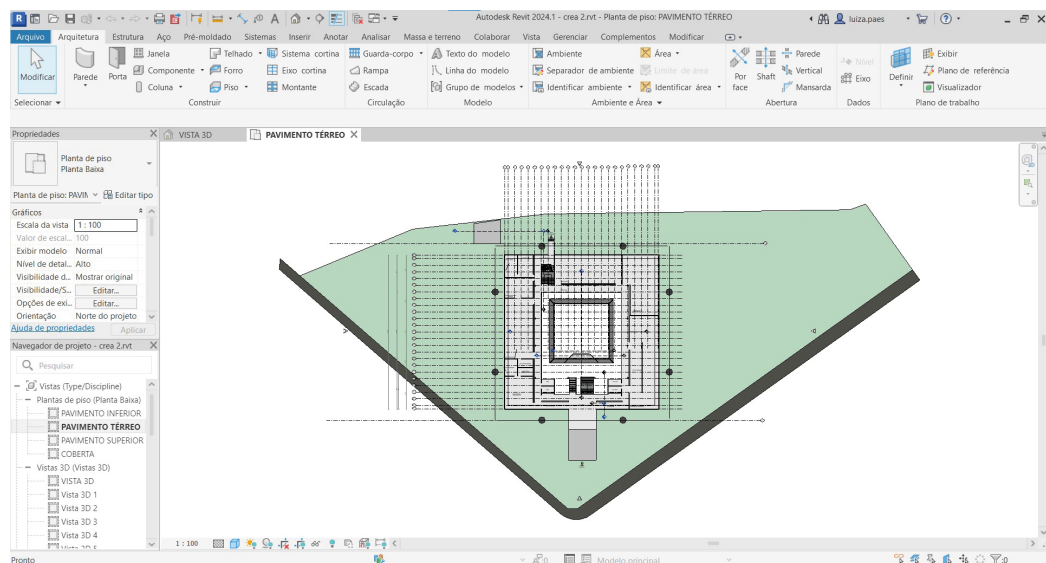 Autodesk Revit 2024.1 - crea 2.rvt - Planta de piso: PAVIMENTO TÉRREO
luiza.paes
Arquivo Arquitetura Estrutura Aço Pré-moldado Sistemas Inserir Anotar Analisar Massa e terreno Colaborar Vista Gerenciar Complementos Modificar
Modificar
Parede
Porta
Janela
Componente
Coluna
Telhado
Forro
Piso
Sistema cortina
Eixo cortina
Montante
Guarda-corpo
Rampa
Escada
Texto do modelo
Linha do modelo
Grupo de modelos
Ambiente
Separador de ambiente
Identificar ambiente
Área
Limite de área
Identificar área
Por face
Shaft
Parede
Vertical
Mansarda
Nível
Eixo
Definir
Exibir
Plano de referência
Visualizador
Selecionar Construir Circulação Modelo Ambiente e Área Abertura Dados Plano de trabalho
Propriedades
VISTA 3D
PAVIMENTO TÉRREO
Planta de piso
Planta Baixa
Planta de piso: PAVIN Editar tipo
Gráficos
Escala da vista 1 : 100
Valor de escal... 100
Exibir modelo Normal
Nível de detal... Alto
Visibilidade d... Mostrar original
Visibilidade/S... Editar...
Opções de exi... Editar...
Orientação Norte do projeto
Ajuda de propriedades Aplicar
Navegador de projeto - crea 2.rvt
Pesquisar
Vistas (Type/Discipline)
Plantas de piso (Planta Baixa)
PAVIMENTO INFERIOR
PAVIMENTO TÉRREO
PAVIMENTO SUPERIOR
COBERTA
Vistas 3D (Vistas 3D)
VISTA 3D
Vista 3D 1
Vista 3D 2
Vista 3D 3
Vista 3D 4
Vista 3D 5
1 : 100
Pronto
:0
Modelo principal
:0